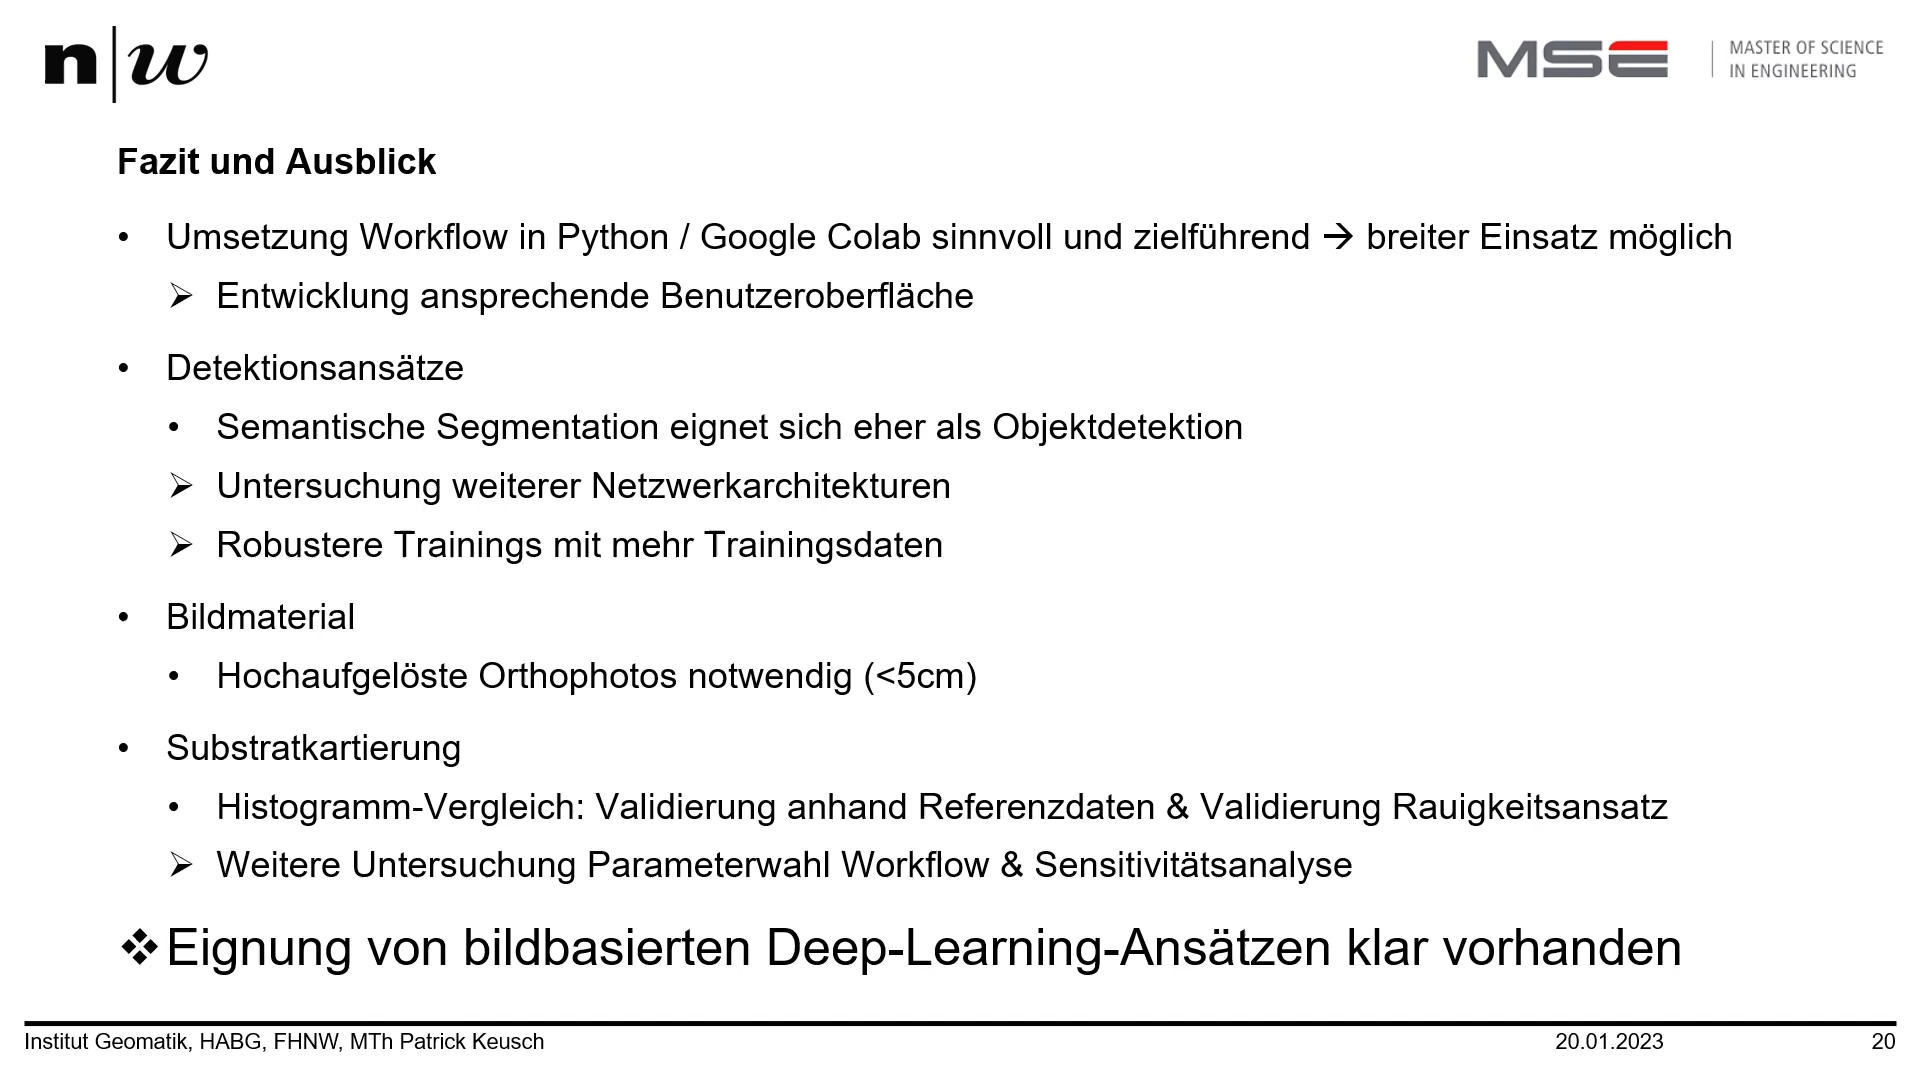 n|w
MSE
MASTER OF SCIENCE
IN ENGINEERING
Fazit und Ausblick
• Umsetzung Workflow in Python / Google Colab sinnvoll und zielführend → breiter Einsatz möglich
➢ Entwicklung ansprechende Benutzeroberfläche
• Detektionsansätze
• Semantische Segmentation eignet sich eher als Objektdetektion
➢ Untersuchung weiterer Netzwerkarchitekturen
➢ Robustere Trainings mit mehr Trainingsdaten
• Bildmaterial
• Hochaufgelöste Orthophotos notwendig (<5cm)
• Substratkartierung
• Histogramm-Vergleich: Validierung anhand Referenzdaten & Validierung Rauigkeitsansatz
➢ Weitere Untersuchung Parameterwahl Workflow & Sensitivitätsanalyse
❖ Eignung von bildbasierten Deep-Learning-Ansätzen klar vorhanden
Institut Geomatik, HABG, FHNW, MTh Patrick Keusch
20.01.2023
20